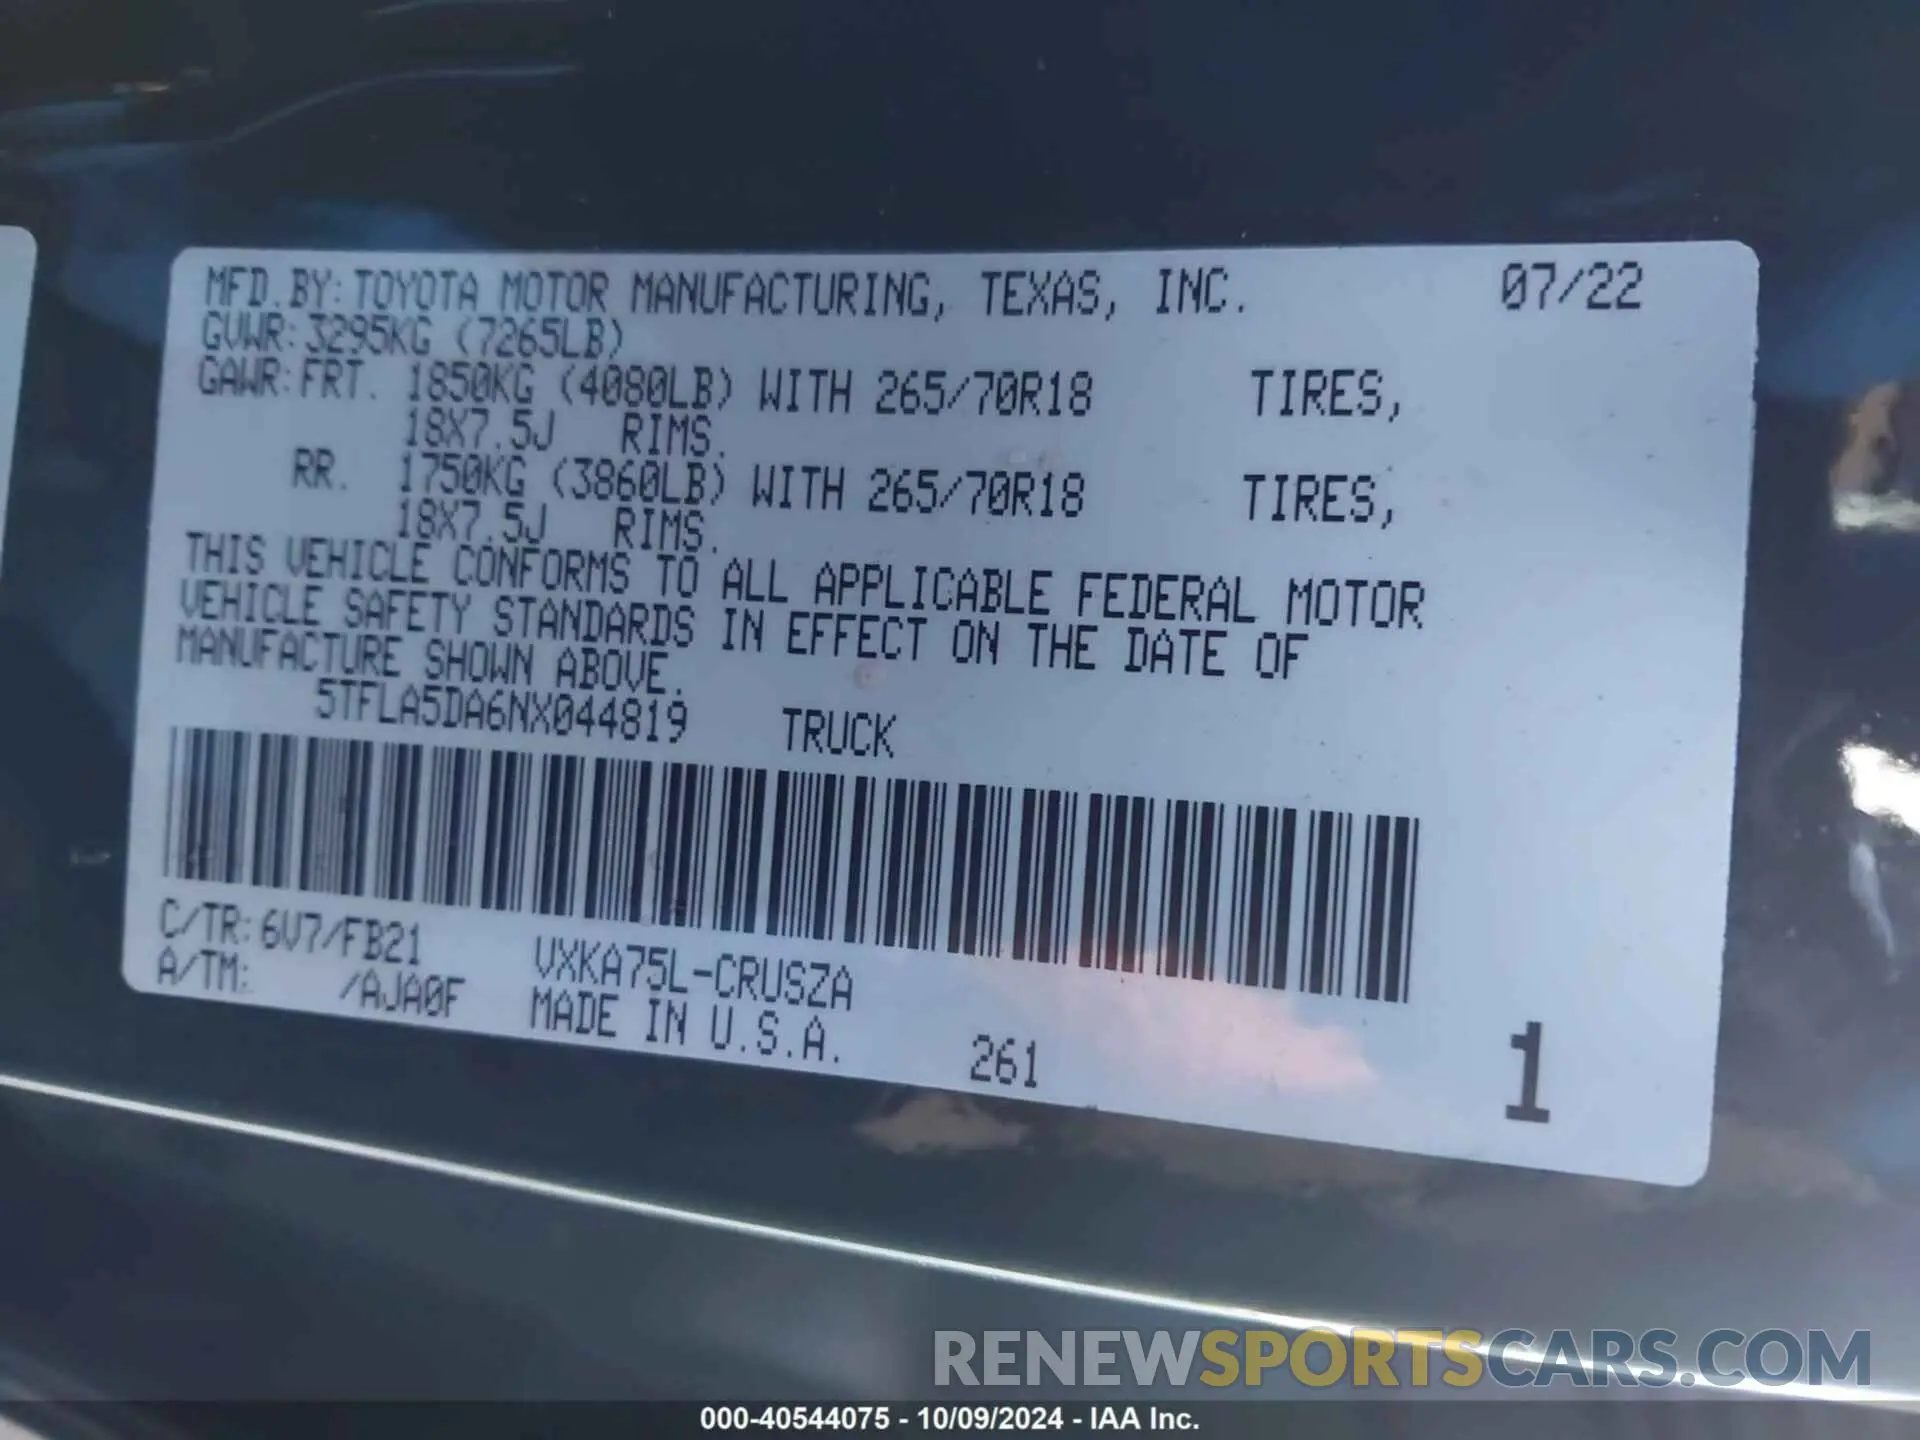 MFD.BY:TOYOTA MOTOR MANUFACTURING, TEXAS, INC. 07/22
GVWR:3295KG (7265LB)
GAWR:FRT. 1850KG (4080LB) WITH 265/70R18 TIRES,
18X7.5J RIMS.
RR. 1750KG (3860LB) WITH 265/70R18 TIRES,
18X7.5J RIMS.
THIS VEHICLE CONFORMS TO ALL APPLICABLE FEDERAL MOTOR
VEHICLE SAFETY STANDARDS IN EFFECT ON THE DATE OF
MANUFACTURE SHOWN ABOVE.
5TFLA5DA6NX044819 TRUCK
C/TR:6V7/FB21 VXKA75L-CRUSZA
A/TM: /AJA0F MADE IN U.S.A. 261 1
RENEWSPORTSCARS.COM
000-40544075 - 10/09/2024 - IAA Inc.